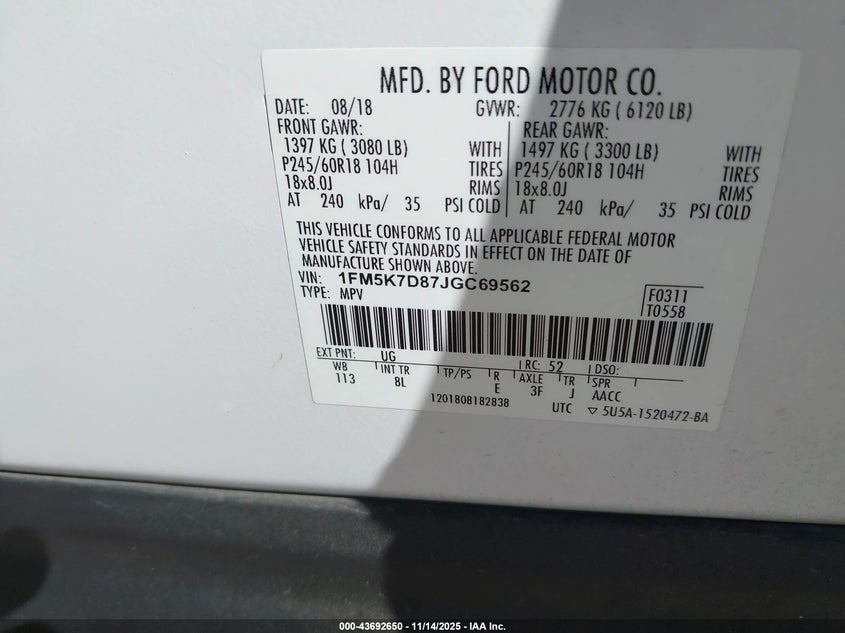 MFD. BY FORD MOTOR CO.
DATE: 08/18 GVWR: 2776 KG ( 6120 LB)
FRONT GAWR: REAR GAWR:
1397 KG ( 3080 LB) WITH 1497 KG ( 3300 LB) WITH
P245/60R18 104H TIRES P245/60R18 104H TIRES
18x8.0J RIMS 18x8.0J RIMS
AT 240 kPa/ 35 PSI COLD AT 240 kPa/ 35 PSI COLD
THIS VEHICLE CONFORMS TO ALL APPLICABLE FEDERAL MOTOR
VEHICLE SAFETY STANDARDS IN EFFECT ON THE DATE OF
MANUFACTURE SHOWN ABOVE.
VIN: 1FM5K7D87JGC69562
TYPE: MPV
F0311
T0558
EXT PNT: UG RC: 52 DSO:
WB INT TR TP/PS R AXLE TR SPR
113 8L E 3F J AACC
1201808182838 UTC ▽ 5U5A-1520472-BA
000-43692650 - 11/14/2025 - IAA Inc.